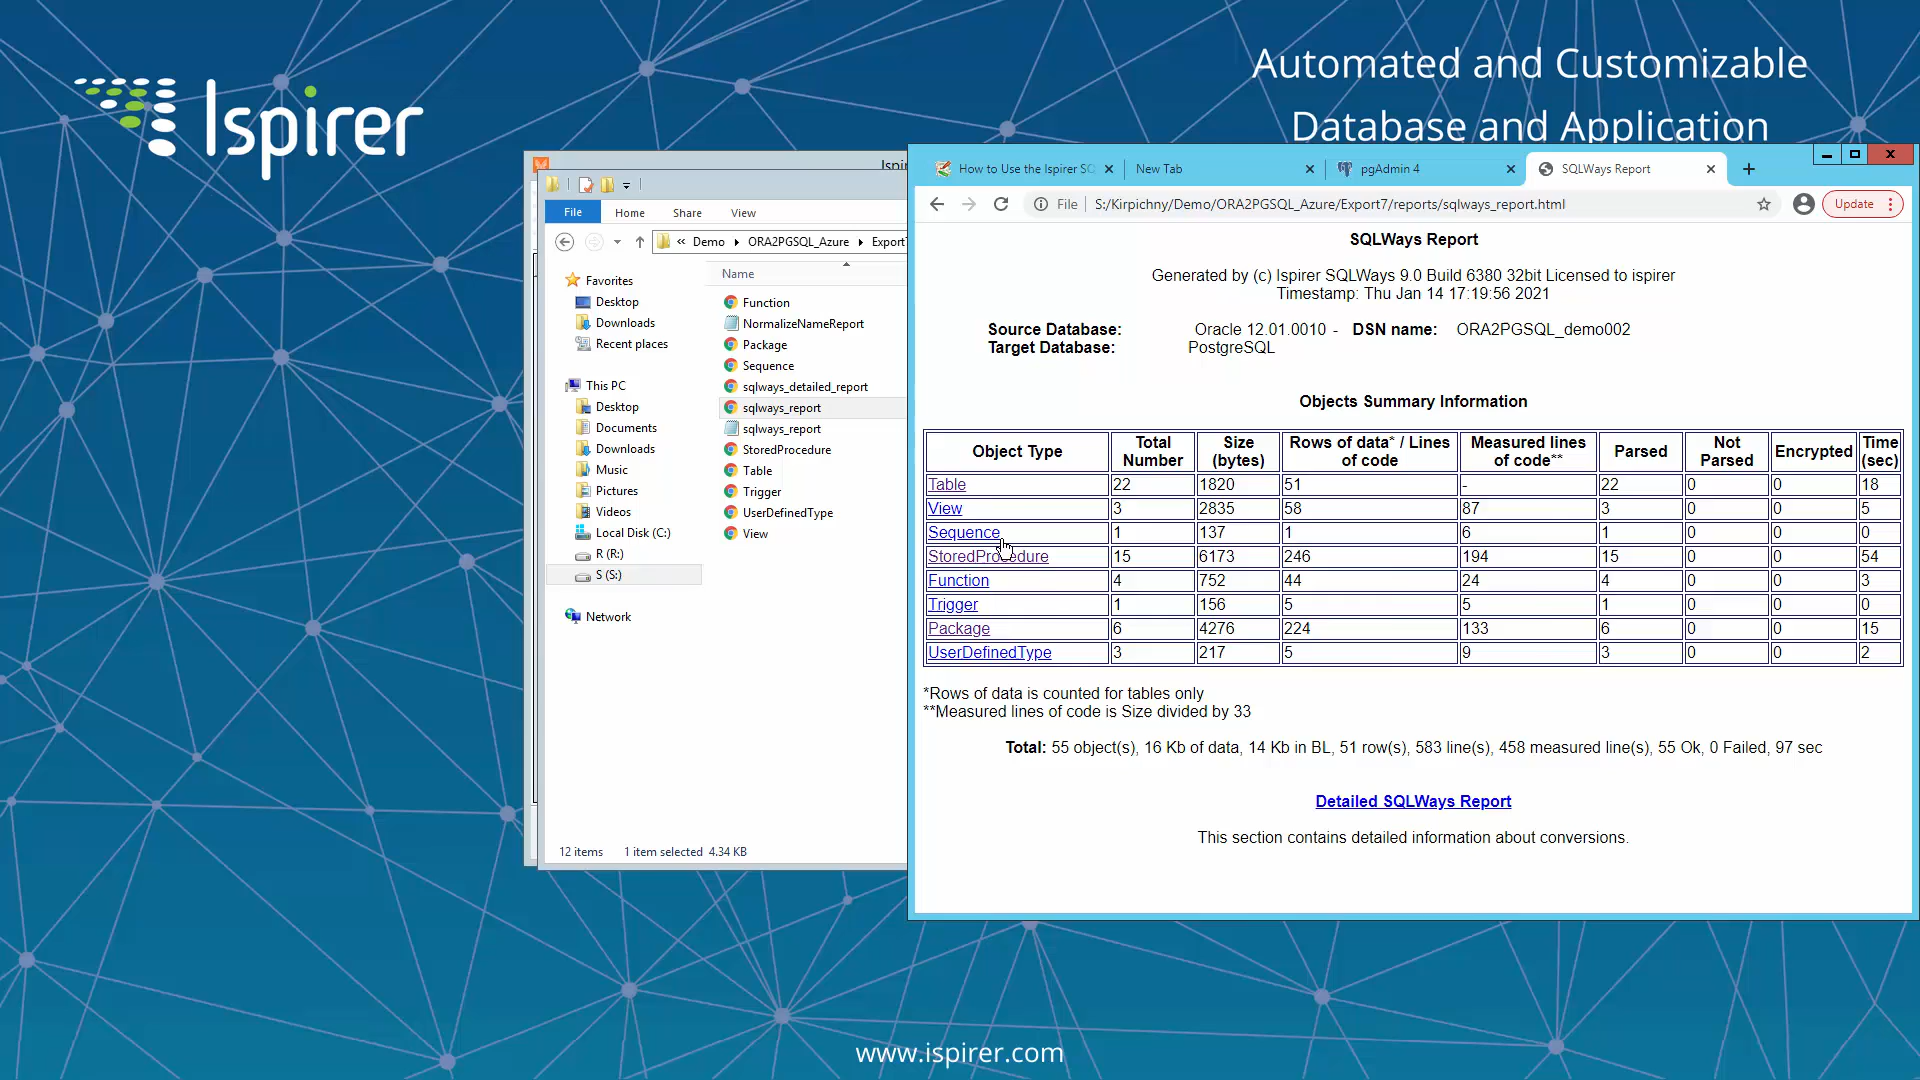 Ispirer
Automated and Customizable
Database and Application
File
Home
Share
View
« Demo
ORA2PGSQL_Azure
Name
Favorites
Desktop
Downloads
Recent places
This PC
Desktop
Documents
Downloads
Music
Pictures
Videos
Local Disk (C:)
R (R:)
S (S:)
Network
Function
NormalizeNameReport
Package
Sequence
sqlways_detailed_report
sqlways_report
sqlways_report
StoredProcedure
Table
Trigger
UserDefinedType
View
12 items
1 item selected 4.34 KB
How to Use the Ispirer
New Tab
pgAdmin 4
SQLWays Report
File
S:/Kirpichny/Demo/ORA2PGSQL_Azure/Export7/reports/sqlways_report.html
Update
SQLWays Report
Generated by (c) Ispirer SQLWays 9.0 Build 6380 32bit Licensed to ispirer
Timestamp: Thu Jan 14 17:19:56 2021
Source Database: Oracle 12.01.0010 - DSN name: ORA2PGSQL_demo002
Target Database: PostgreSQL
Objects Summary Information
Object Type Total Number Size (bytes) Rows of data* / Lines of code Measured lines of code** Parsed Not Parsed Encrypted Time (sec)
Table 22 1820 51 - 22 0 0 18
View 3 2835 58 87 3 0 0 5
Sequence 1 137 1 6 1 0 0 0
StoredProcedure 15 6173 246 194 15 0 0 54
Function 4 752 44 24 4 0 0 3
Trigger 1 156 5 5 1 0 0 0
Package 6 4276 224 133 6 0 0 15
UserDefinedType 3 217 5 9 3 0 0 2
*Rows of data is counted for tables only
**Measured lines of code is Size divided by 33
Total: 55 object(s), 16 Kb of data, 14 Kb in BL, 51 row(s), 583 line(s), 458 measured line(s), 55 Ok, 0 Failed, 97 sec
Detailed SQLWays Report
This section contains detailed information about conversions.
www.ispirer.com